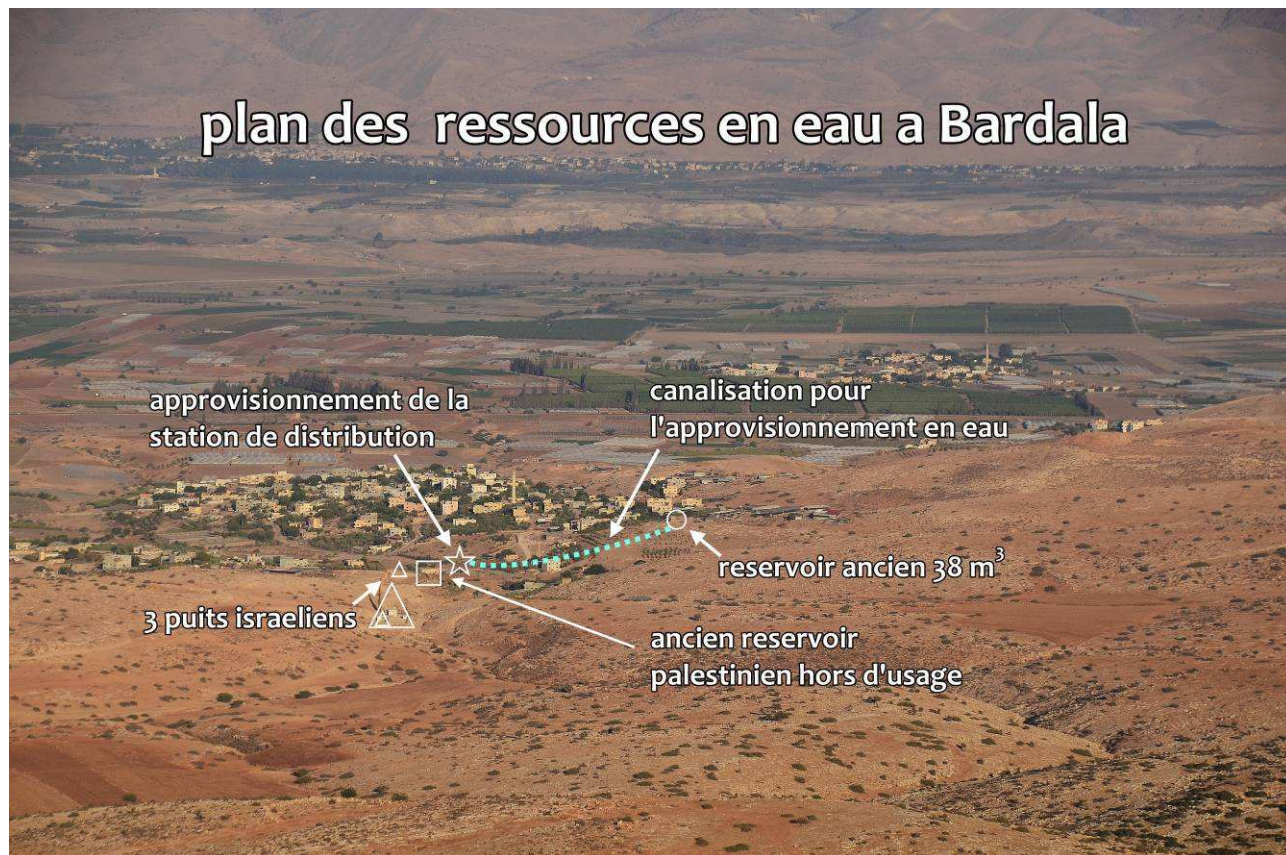 plan des ressources en eau a Bardala
approvisionnement de la
station de distribution
canalisation pour
l'approvisionnement en eau
reservoir ancien 38 m³
3 puits israeliens
ancien reservoir
palestinien hors d'usage